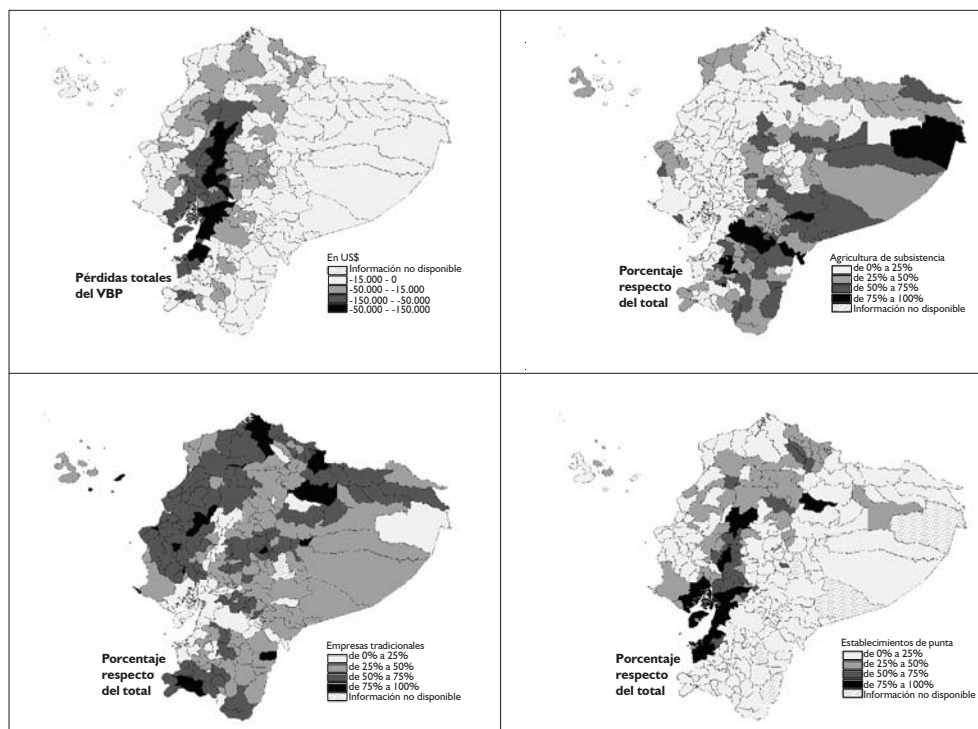 Pérdidas totales
del VBP
En US$
Información no disponible
-15.000 - 0
-50.000 - -15.000
-150.000 - -50.000
-50.000 - -150.000
Porcentaje
respecto
del total
Agricultura de subsistencia
de 0% a 25%
de 25% a 50%
de 50% a 75%
de 75% a 100%
Información no disponible
Porcentaje
respecto
del total
Empresas tradicionales
de 0% a 25%
de 25% a 50%
de 50% a 75%
de 75% a 100%
Información no disponible
Porcentaje
respecto
del total
Establecimientos de punta
de 0% a 25%
de 25% a 50%
de 50% a 75%
de 75% a 100%
Información no disponible